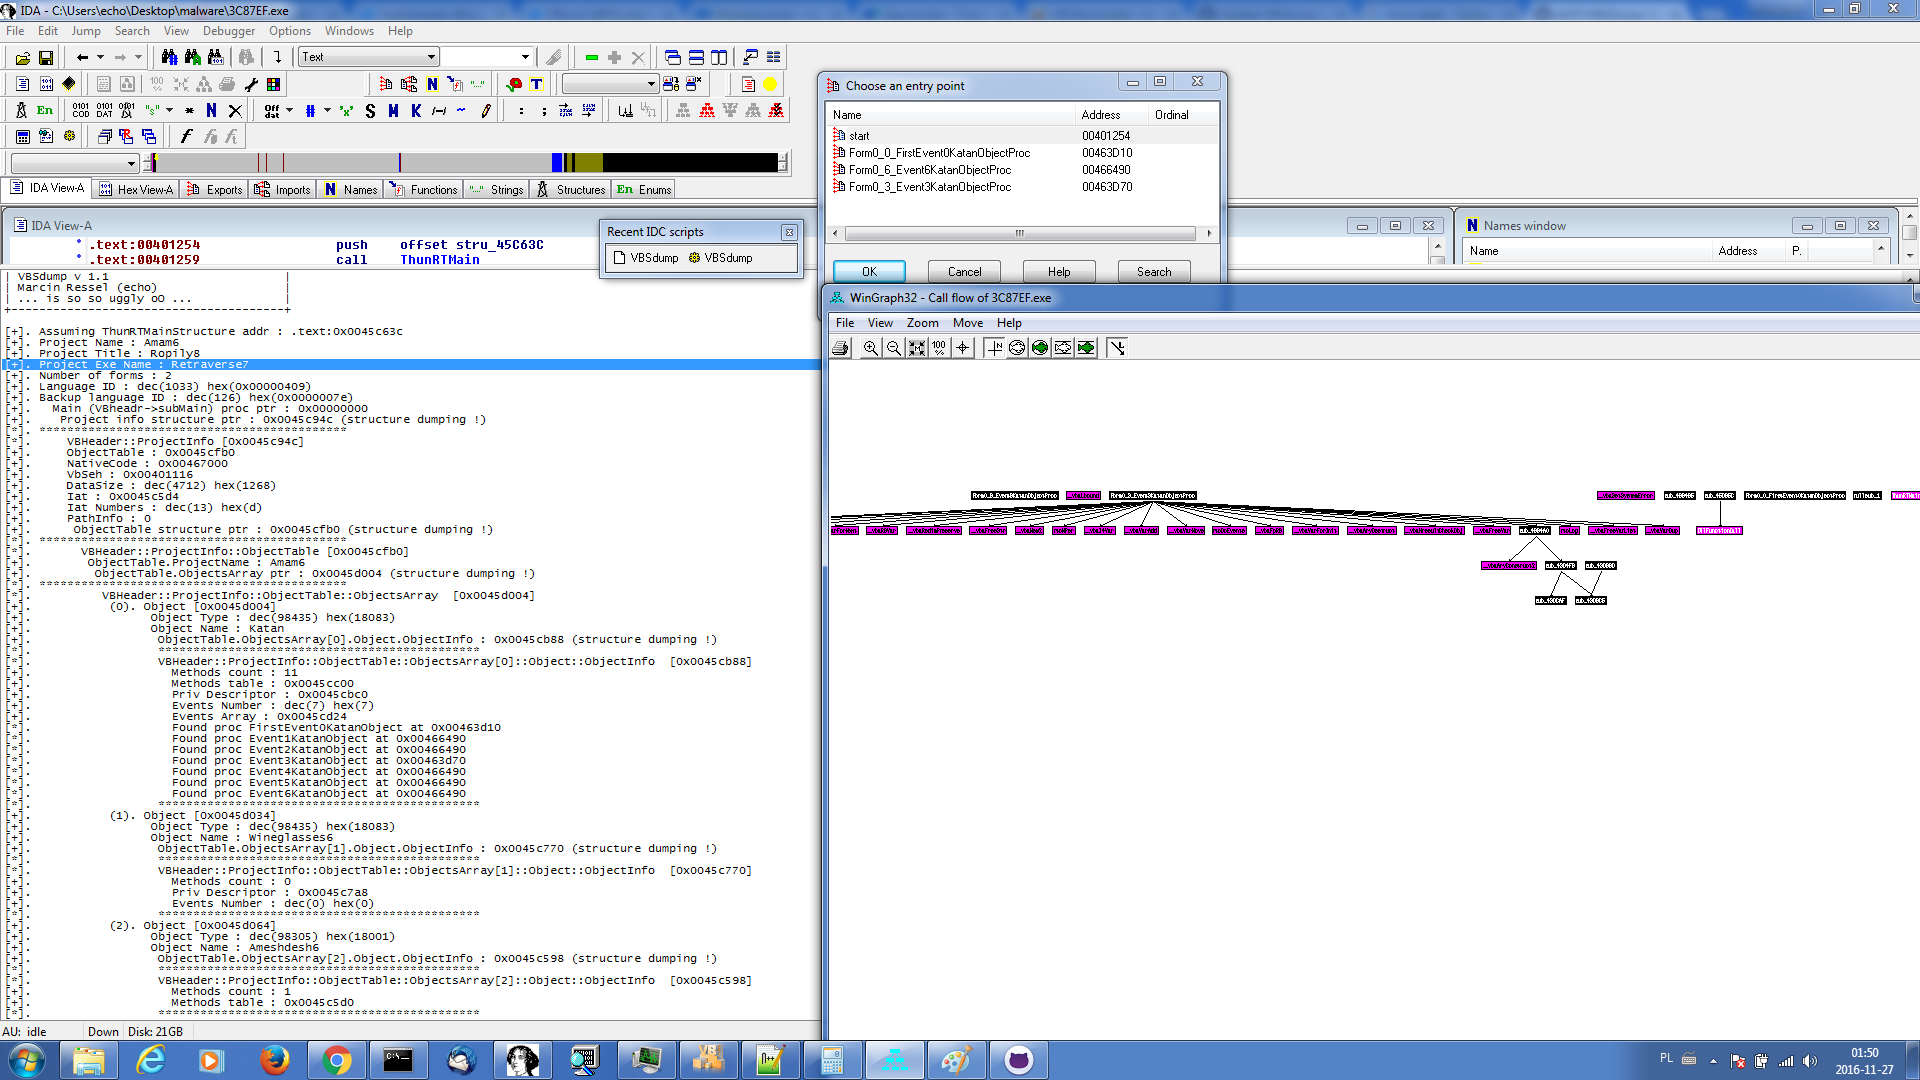 IDA - C:\Users\echo\Desktop\malware\3C87EF.exe
File Edit Jump Search View Debugger Options Windows Help
Text
IDA View-A Hex View-A Exports Imports Names Functions Strings Structures Enums
IDA View-A
.text:00401254 push offset stru_45C63C
.text:00401259 call ThunRTMain
Recent IDC scripts
VBSdump VBSdump
Choose an entry point
Name Address Ordinal
start 00401254
Form0_0_FirstEvent0KatanObjectProc 00463D10
Form0_6_Event6KatanObjectProc 00466490
Form0_3_Event3KatanObjectProc 00463D70
OK Cancel Help Search
Names window
Name Address P.
WinGraph32 - Call flow of 3C87EF.exe
File View Zoom Move Help
| VBSdump v 1.1 |
| Marcin Ressel (echo) |
| ... is so so uggly oO ... |
+---------------------------------------+
[+]. Assuming ThunRTMainStructure addr : .text:0x0045c63c
[+]. Project Name : Amam6
[+]. Project Title : Ropily8
[+]. Project Exe Name : Retraverse7
[+]. Number of forms : 2
[+]. Language ID : dec(1033) hex(0x00000409)
[+]. Backup language ID : dec(126) hex(0x0000007e)
[+]. Main (VBheadr->subMain) proc ptr : 0x00000000
[+]. Project info structure ptr : 0x0045c94c (structure dumping !)
[*]. ********************************************
[*]. VBHeader::ProjectInfo [0x0045c94c]
[+]. ObjectTable : 0x0045cfb0
[+]. NativeCode : 0x00467000
[+]. VbSeh : 0x00401116
[+]. DataSize : dec(4712) hex(1268)
[+]. Iat : 0x0045c5d4
[+]. Iat Numbers : dec(13) hex(d)
[+]. PathInfo : 0
[+]. ObjectTable structure ptr : 0x0045cfb0 (structure dumping !)
[*]. ********************************************
[*]. VBHeader::ProjectInfo::ObjectTable [0x0045cfb0]
[+]. ObjectTable.ProjectName : Amam6
[+]. ObjectTable.ObjectsArray ptr : 0x0045d004 (structure dumping !)
[*]. ********************************************
[*]. VBHeader::ProjectInfo::ObjectTable::ObjectsArray [0x0045d004]
[+]. (0). Object [0x0045d004]
[+]. Object Type : dec(98435) hex(18083)
[+]. Object Name : Katan
[+]. ObjectTable.ObjectsArray[0].Object.ObjectInfo : 0x0045cb88 (structure dumping !)
[*]. **********************************************
[*]. VBHeader::ProjectInfo::ObjectTable::ObjectsArray[0]::Object::ObjectInfo [0x0045cb88]
[+]. Methods count : 11
[+]. Methods table : 0x0045cc00
[+]. Priv Descriptor : 0x0045cbc0
[+]. Events Number : dec(7) hex(7)
[+]. Events Array : 0x0045cd24
[*]. Found proc FirstEvent0KatanObject at 0x00463d10
[*]. Found proc Event1KatanObject at 0x00466490
[*]. Found proc Event2KatanObject at 0x00466490
[*]. Found proc Event3KatanObject at 0x00463d70
[*]. Found proc Event4KatanObject at 0x00466490
[*]. Found proc Event5KatanObject at 0x00466490
[*]. Found proc Event6KatanObject at 0x00466490
[*]. **********************************************
[+]. (1). Object [0x0045d034]
[+]. Object Type : dec(98435) hex(18083)
[+]. Object Name : Wineglasses6
[+]. ObjectTable.ObjectsArray[1].Object.ObjectInfo : 0x0045c770 (structure dumping !)
[*]. **********************************************
[*]. VBHeader::ProjectInfo::ObjectTable::ObjectsArray[1]::Object::ObjectInfo [0x0045c770]
[+]. Methods count : 0
[+]. Priv Descriptor : 0x0045c7a8
[+]. Events Number : dec(0) hex(0)
[*]. **********************************************
[+]. (2). Object [0x0045d064]
[+]. Object Type : dec(98305) hex(18001)
[+]. Object Name : Ameshdesh6
[+]. ObjectTable.ObjectsArray[2].Object.ObjectInfo : 0x0045c598 (structure dumping !)
[*]. **********************************************
[*]. VBHeader::ProjectInfo::ObjectTable::ObjectsArray[2]::Object::ObjectInfo [0x0045c598]
[+]. Methods count : 1
[+]. Methods table : 0x0045c5d0
[*]. **********************************************
AU: idle Down Disk: 21GB
PL
01:50
2016-11-27